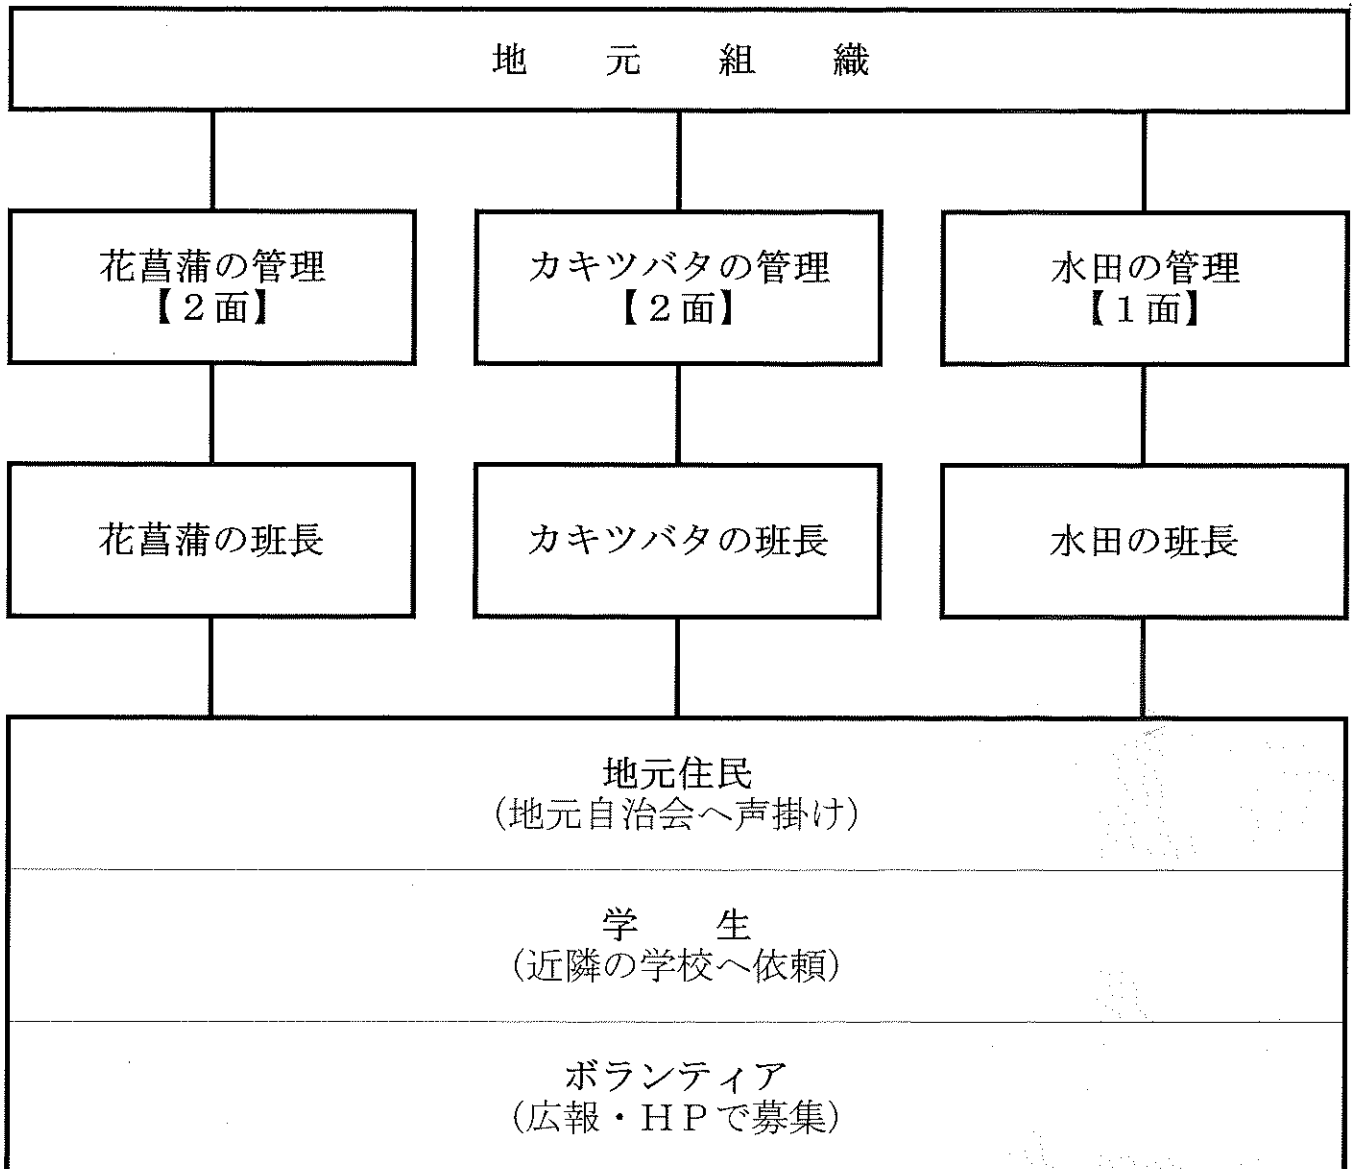 地元組織
花菖蒲の管理
【２面】
カキツバタの管理
【２面】
水田の管理
【１面】
花菖蒲の班長
カキツバタの班長
水田の班長
地元住民
(地元自治会へ声掛け)
学生
(近隣の学校へ依頼)
ボランティア
(広報・ＨＰで募集)